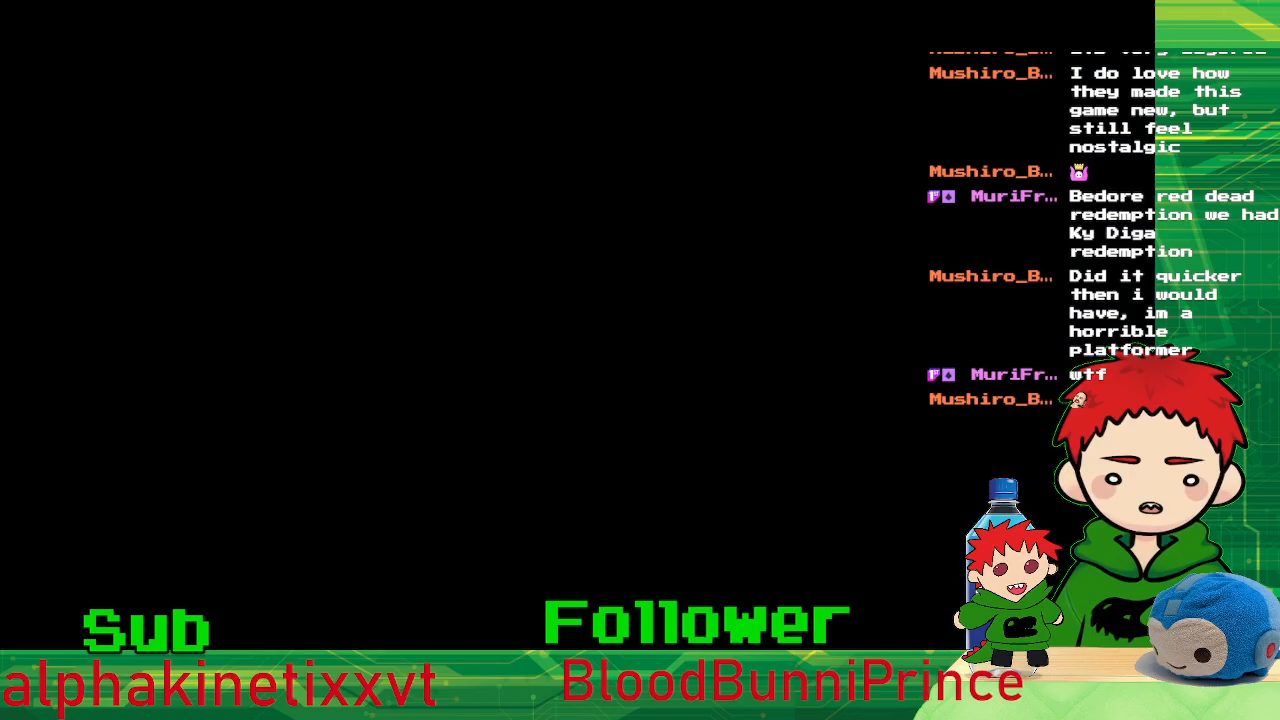 Mushiro_B… I do love how
they made this
game new, but
still feel
nostalgic
Mushiro_B…
MuriFr… Bedore red dead
redemption we had
Ky Diga
redemption
Mushiro_B… Did it quicker
then i would
have, im a
horrible
platformer
MuriFr… wtf
Mushiro_B…
Sub
Follower
alphakinetixxvt
BloodBunniPrince